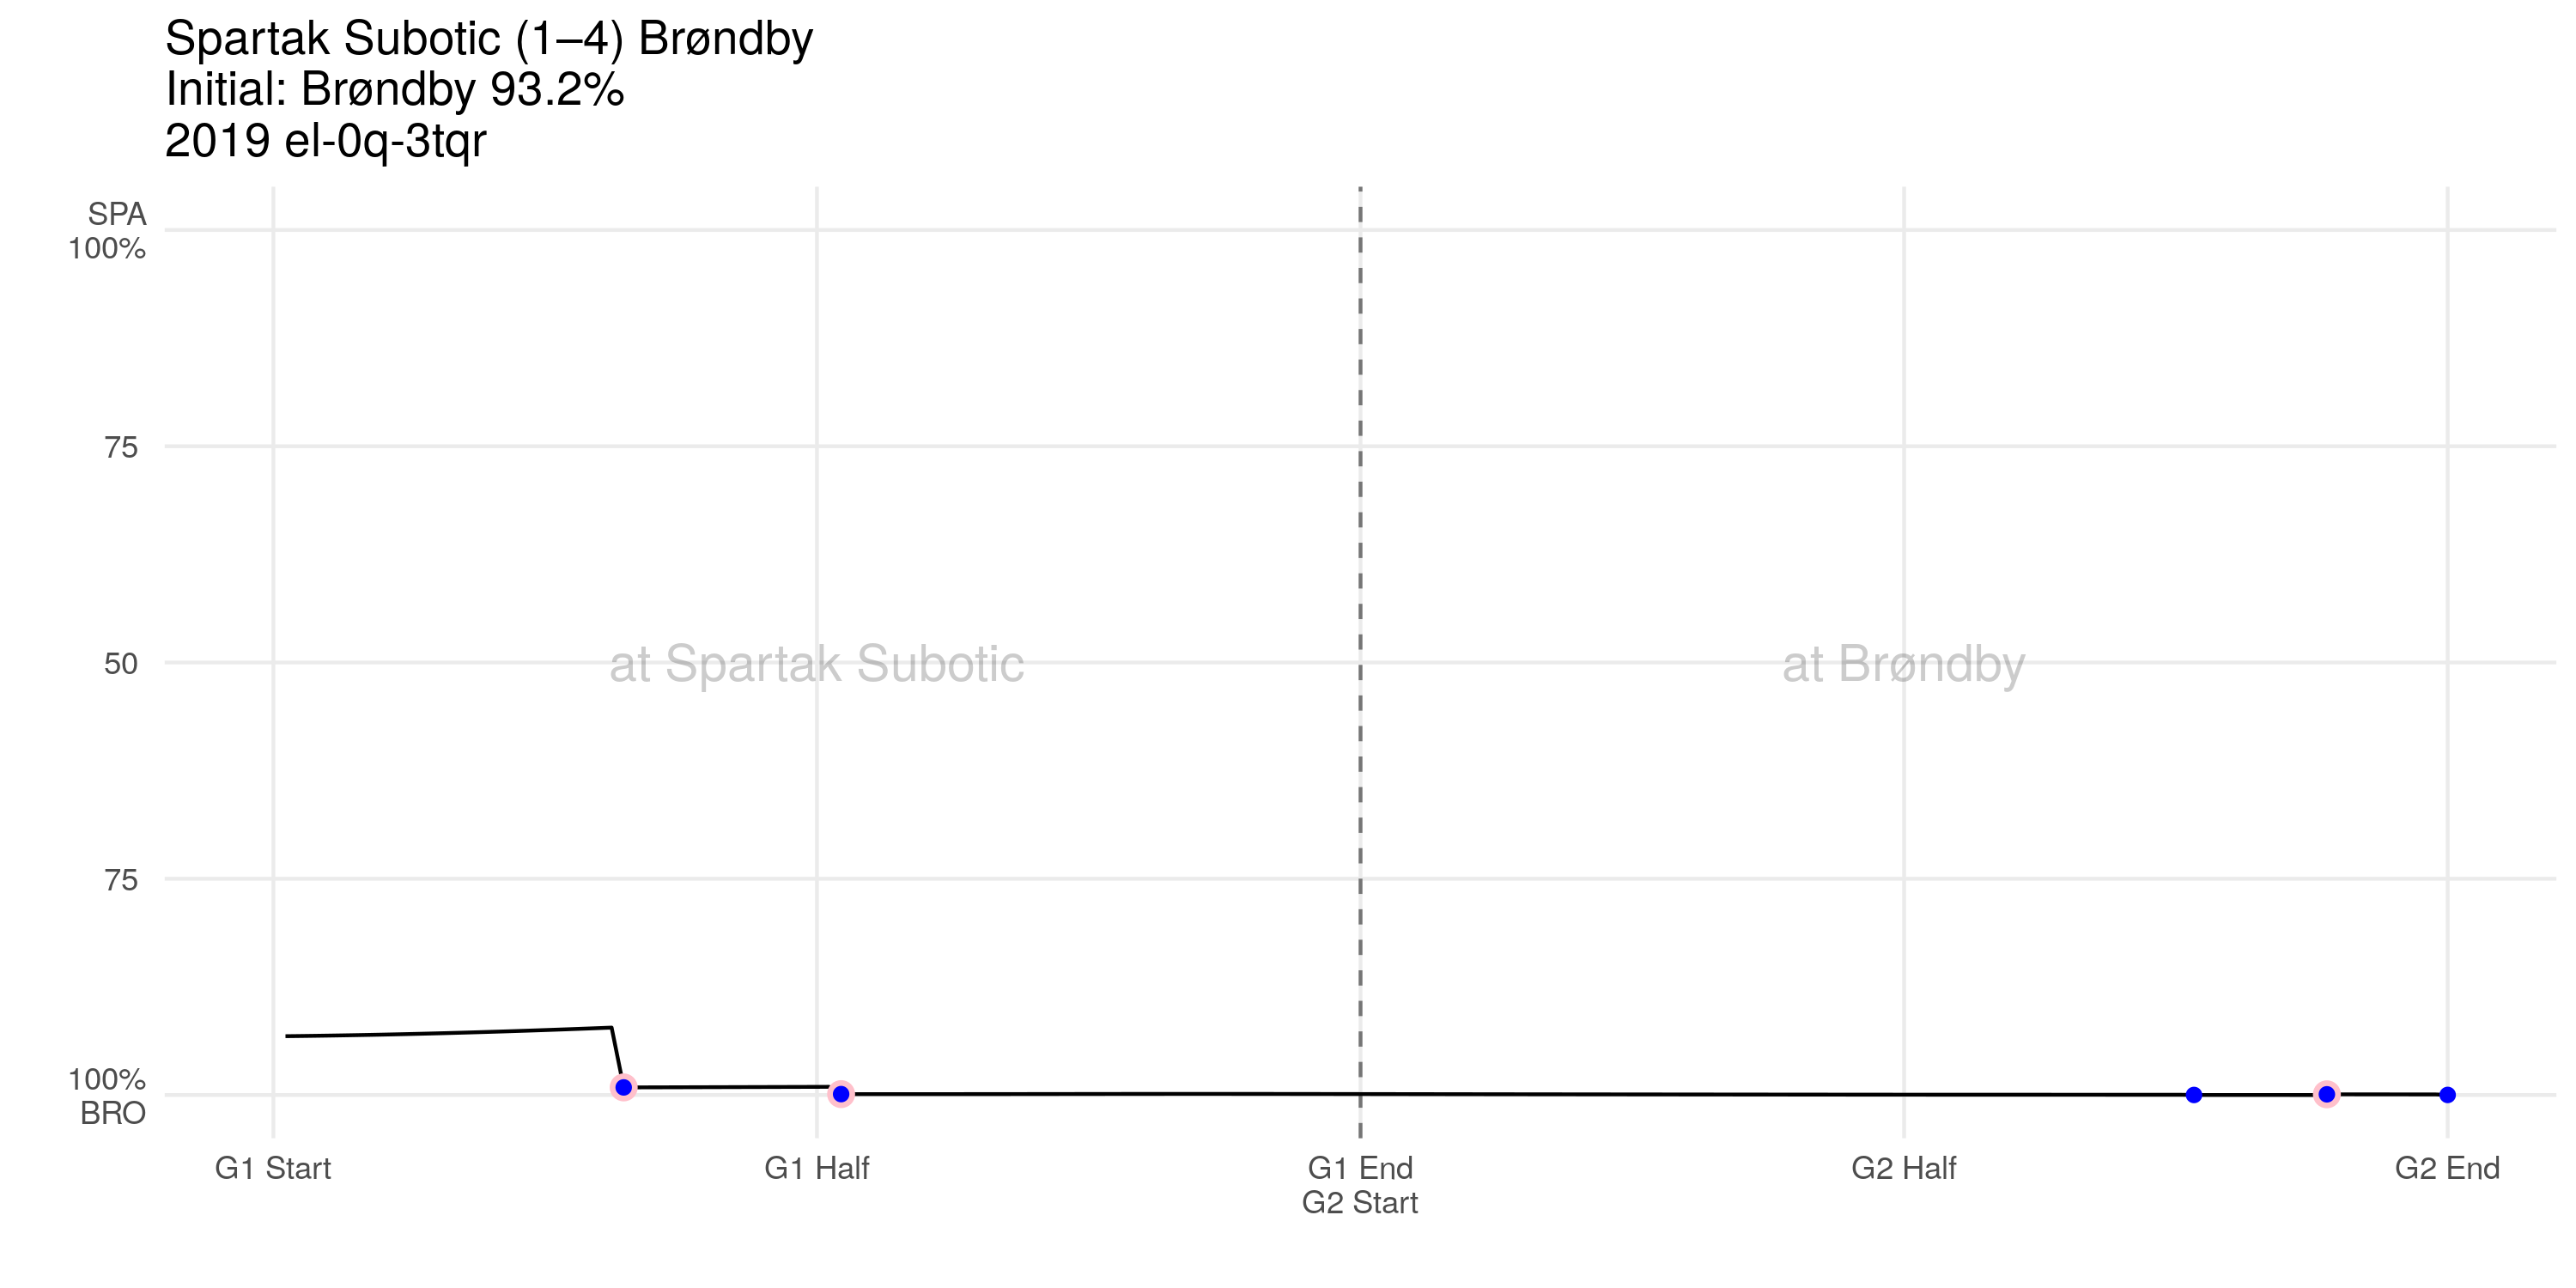 Spartak Subotic (1–4) Brøndby
Initial: Brøndby 93.2%
2019 el-0q-3tqr
SPA
100%
75
50
75
100%
BRO
at Spartak Subotic
at Brøndby
G1 Start
G1 Half
G1 End
G2 Start
G2 Half
G2 End